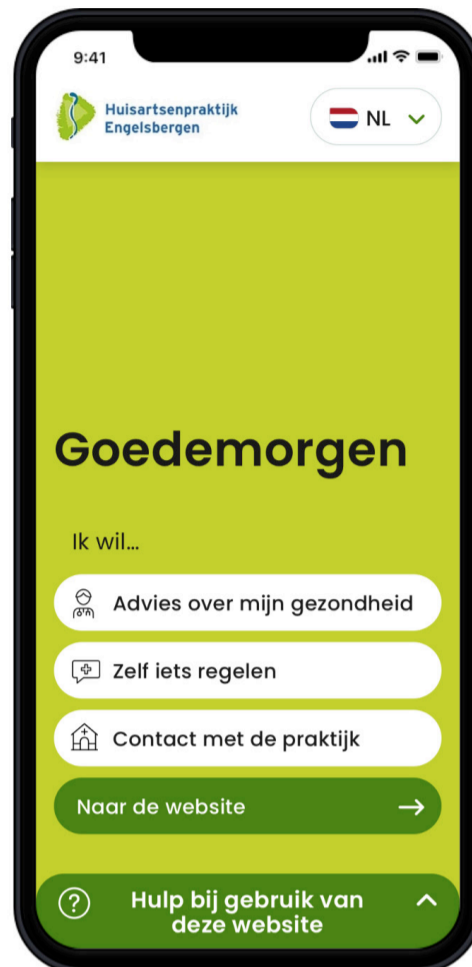 9:41
Huisartsenpraktijk
Engelsbergen
NL
Goedemorgen
Ik wil...
Advies over mijn gezondheid
Zelf iets regelen
Contact met de praktijk
Naar de website
Hulp bij gebruik van
deze website